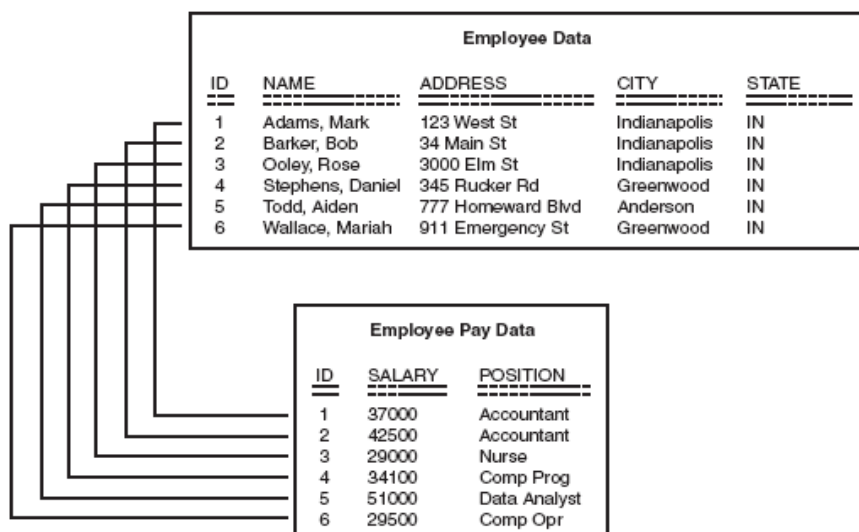 Employee Data
ID NAME ADDRESS CITY STATE
1 Adams, Mark 123 West St Indianapolis IN
2 Barker, Bob 34 Main St Indianapolis IN
3 Ooley, Rose 3000 Elm St Indianapolis IN
4 Stephens, Daniel 345 Rucker Rd Greenwood IN
5 Todd, Aiden 777 Homeward Blvd Anderson IN
6 Wallace, Mariah 911 Emergency St Greenwood IN
Employee Pay Data
ID SALARY POSITION
1 37000 Accountant
2 42500 Accountant
3 29000 Nurse
4 34100 Comp Prog
5 51000 Data Analyst
6 29500 Comp Opr